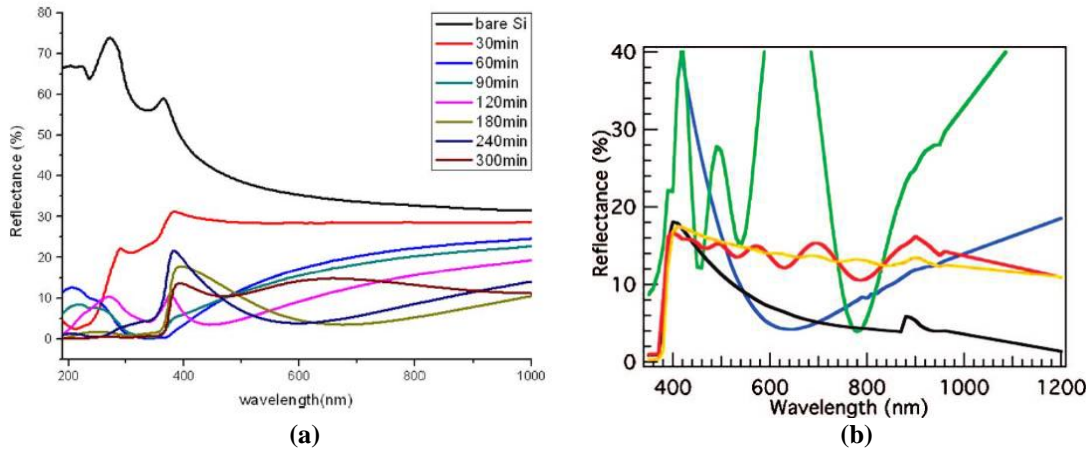 80
70
60
50
40
30
20
10
0
Reflectance (%)
200 400 600 800 1000
wavelength(nm)
bare Si
30min
60min
90min
120min
180min
240min
300min
(a)
40
30
20
10
0
Reflectance (%)
400 600 800 1000 1200
Wavelength (nm)
(b)